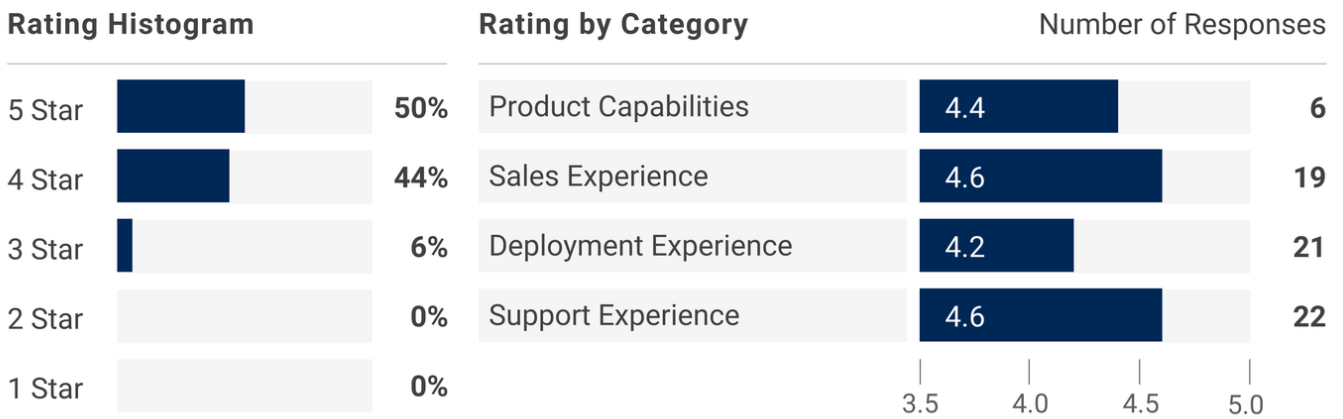 Rating Histogram
5 Star 50%
4 Star 44%
3 Star 6%
2 Star 0%
1 Star 0%
Rating by Category Number of Responses
Product Capabilities 4.4 6
Sales Experience 4.6 19
Deployment Experience 4.2 21
Support Experience 4.6 22
3.5 4.0 4.5 5.0